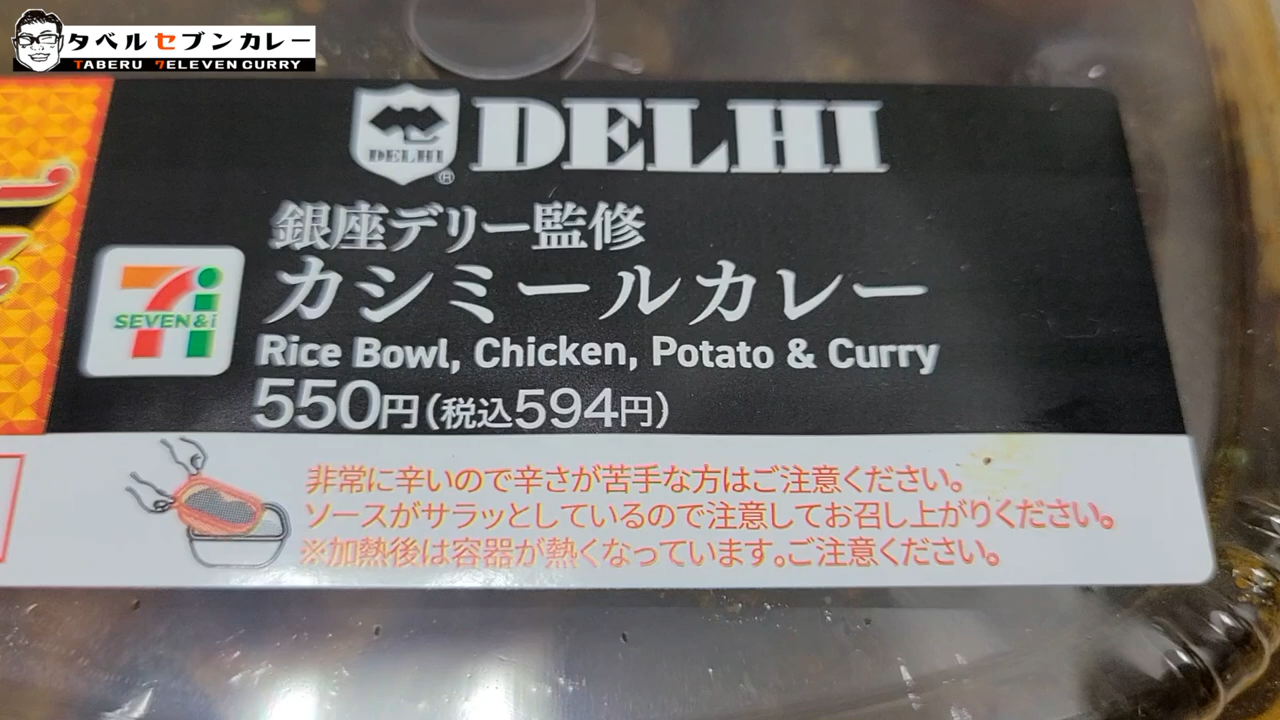 タベルセブンカレー
TABERU 7ELEVEN CURRY
DELHI
DELHI
®
銀座デリー監修
SEVEN&i
カシミールカレー
Rice Bowl, Chicken, Potato & Curry
550円(税込594円)
非常に辛いので辛さが苦手な方はご注意ください。
ソースがサラッとしているので注意してお召し上がりください。
※加熱後は容器が熱くなっています。ご注意ください。